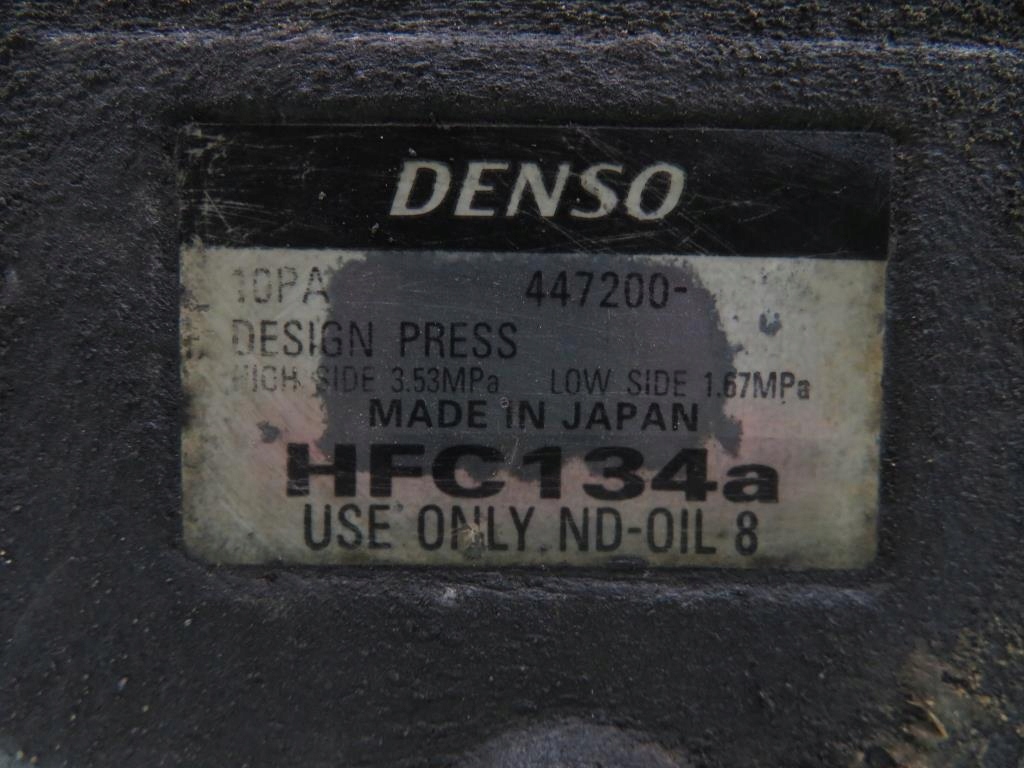 DENSO
10PA 447200-
DESIGN PRESS
HIGH SIDE 3.53MPa LOW SIDE 1.67MPa
MADE IN JAPAN
HFC134a
USE ONLY ND-OIL 8